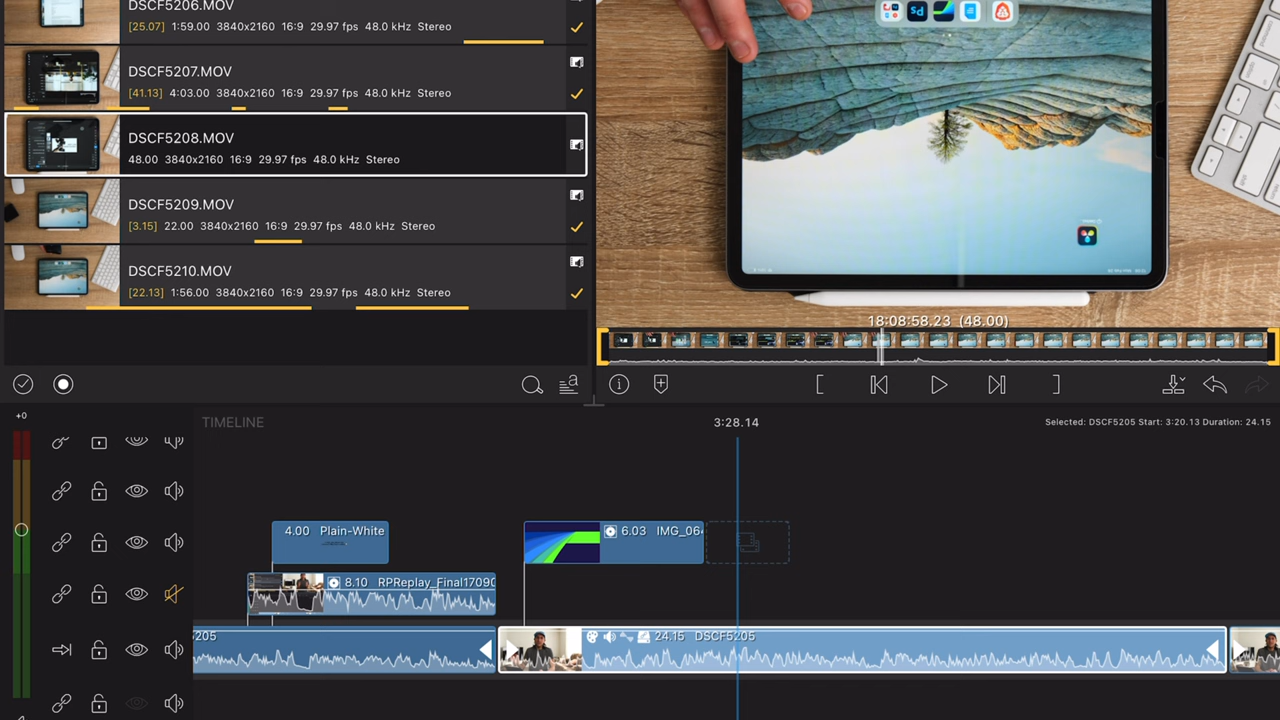 DSCF5206.MOV
[25.07] 1:59.00 3840x2160 16:9 29.97 fps 48.0 kHz Stereo
DSCF5207.MOV
[41.13] 4:03.00 3840x2160 16:9 29.97 fps 48.0 kHz Stereo
DSCF5208.MOV
48.00 3840x2160 16:9 29.97 fps 48.0 kHz Stereo
DSCF5209.MOV
[3.15] 22.00 3840x2160 16:9 29.97 fps 48.0 kHz Stereo
DSCF5210.MOV
[22.13] 1:56.00 3840x2160 16:9 29.97 fps 48.0 kHz Stereo
Sd
18:08:58.23 (48.00)
+0
TIMELINE
3:28.14
Selected: DSCF5205 Start: 3:20.13 Duration: 24.15
4.00 Plain-White
6.03 IMG_06
8.10 RPReplay_Final1709
205
24.15 DSCF5205